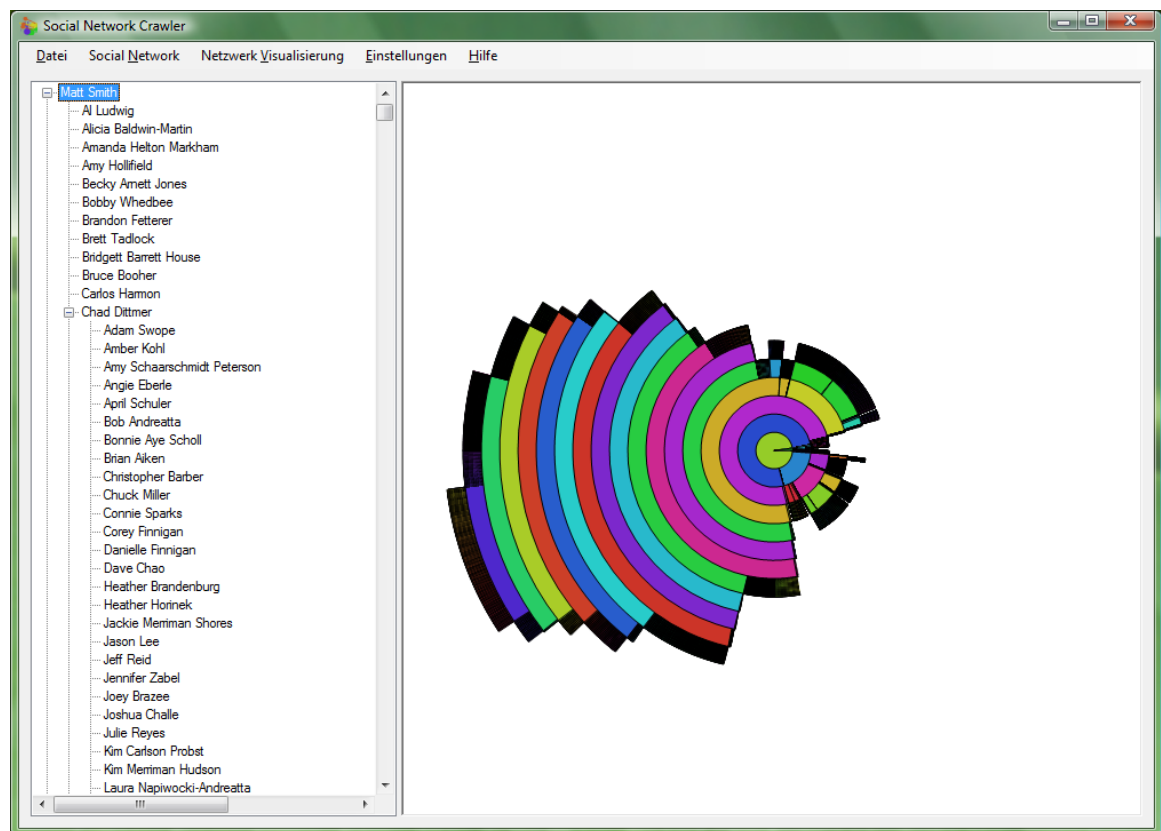 Social Network Crawler
Datei Social Network Netzwerk Visualisierung Einstellungen Hilfe
Matt Smith
Al Ludwig
Alicia Baldwin-Martin
Amanda Helton Markham
Amy Hollifield
Becky Arnett Jones
Bobby Whedbee
Brandon Fetterer
Brett Tadlock
Bridgett Barrett House
Bruce Booher
Carlos Harmon
Chad Dittmer
Adam Swope
Amber Kohl
Amy Schaarschmidt Peterson
Angie Eberle
April Schuler
Bob Andreatta
Bonnie Aye Scholl
Brian Aiken
Christopher Barber
Chuck Miller
Connie Sparks
Corey Finnigan
Danielle Finnigan
Dave Chao
Heather Brandenburg
Heather Horinek
Jackie Merriman Shores
Jason Lee
Jeff Reid
Jennifer Zabel
Joey Brazee
Joshua Challe
Julie Reyes
Kim Carlson Probst
Kim Merriman Hudson
Laura Napiwocki-Andreatta